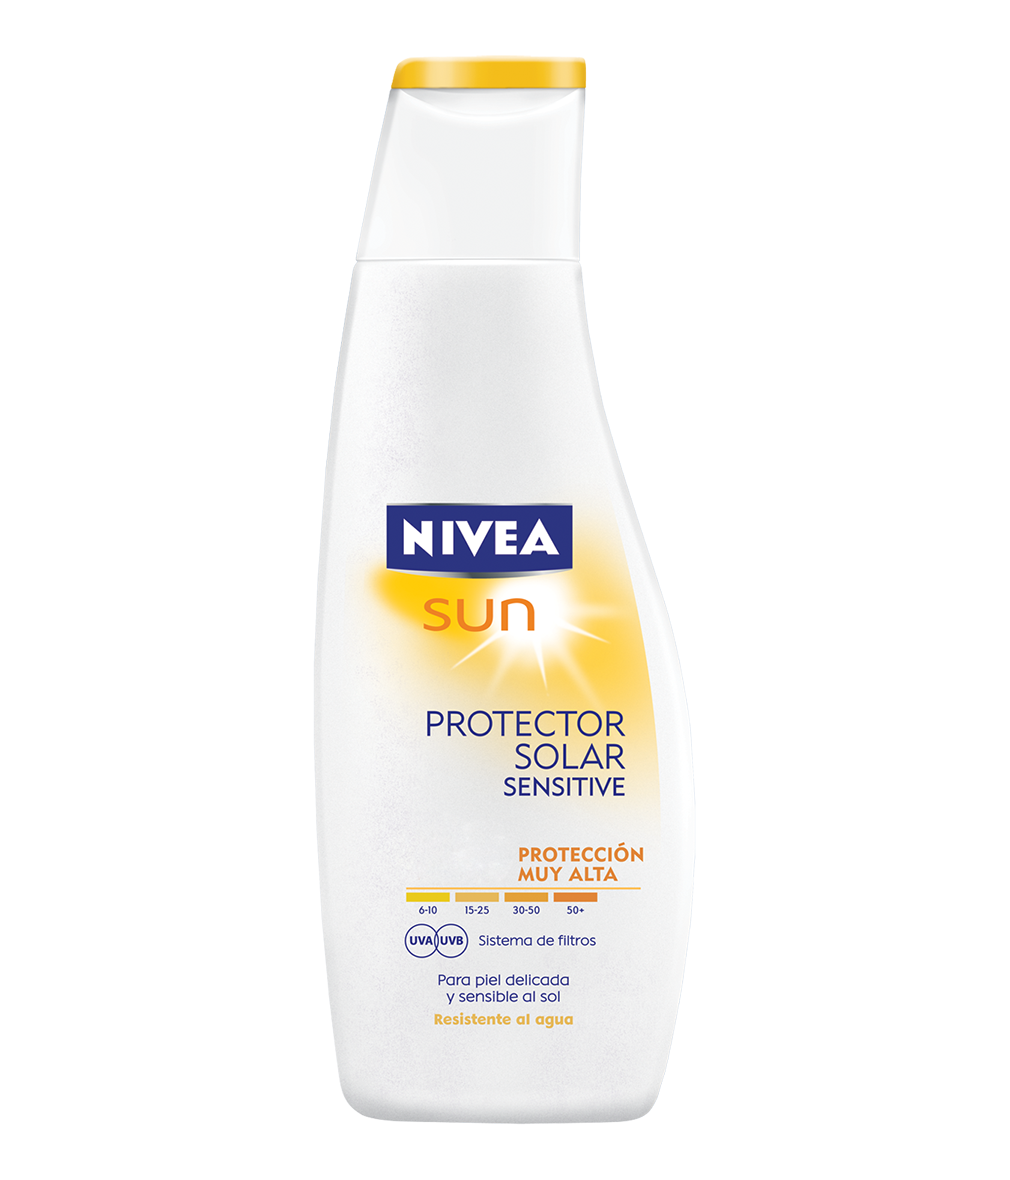 NIVEA
sun
PROTECTOR
SOLAR
SENSITIVE
PROTECCIÓN
MUY ALTA
6-10 15-25 30-50 50+
UVA UVB Sistema de filtros
Para piel delicada
y sensible al sol
Resistente al agua